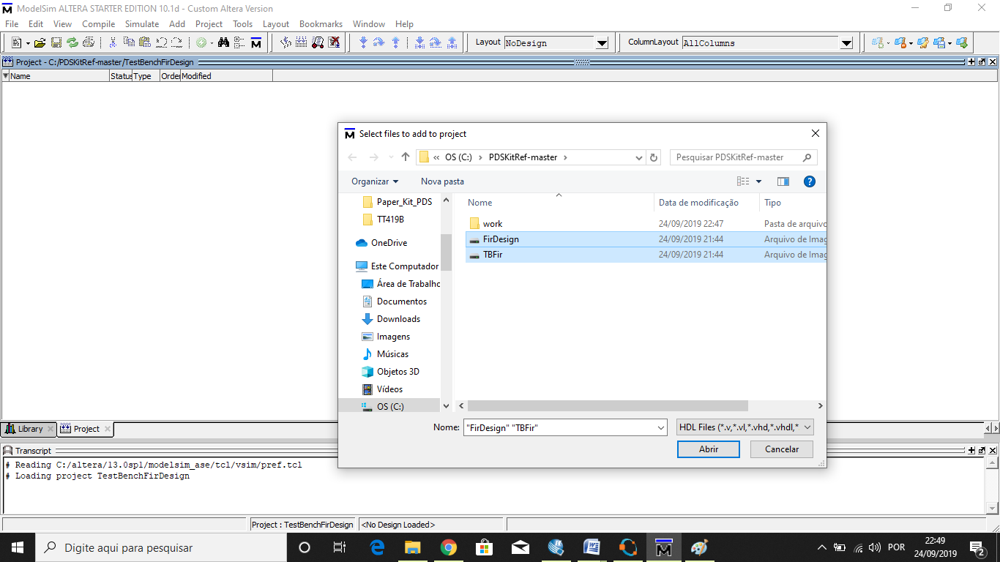 ModelSim ALTERA STARTER EDITION 10.1d - Custom Altera Version
File Edit View Compile Simulate Add Project Tools Layout Bookmarks Window Help
Layout NoDesign ColumnLayout AllColumns
Project - C:/PDSKitRef-master/TestBenchFirDesign
Name Status Type Order Modified
Select files to add to project
« OS (C:) › PDSKitRef-master ›
Pesquisar PDSKitRef-master
Organizar Nova pasta
Paper_Kit_PDS
TT419B
OneDrive
Este Computador
Área de Trabalho
Documentos
Downloads
Imagens
Músicas
Objetos 3D
Vídeos
OS (C:)
Nome Data de modificação Tipo
work 24/09/2019 22:47 Pasta de arquivo
FirDesign 24/09/2019 21:44 Arquivo de Imag
TBFir 24/09/2019 21:44 Arquivo de Imag
Nome: "FirDesign" "TBFir" HDL Files (*.v,*.vl,*.vhd,*.vhdl,*
Abrir Cancelar
Library Project
Transcript
# Reading C:/altera/13.0sp1/modelsim_ase/tcl/vsim/pref.tcl
# Loading project TestBenchFirDesign
Project : TestBenchFirDesign <No Design Loaded>
Digite aqui para pesquisar
POR
22:49
24/09/2019
2